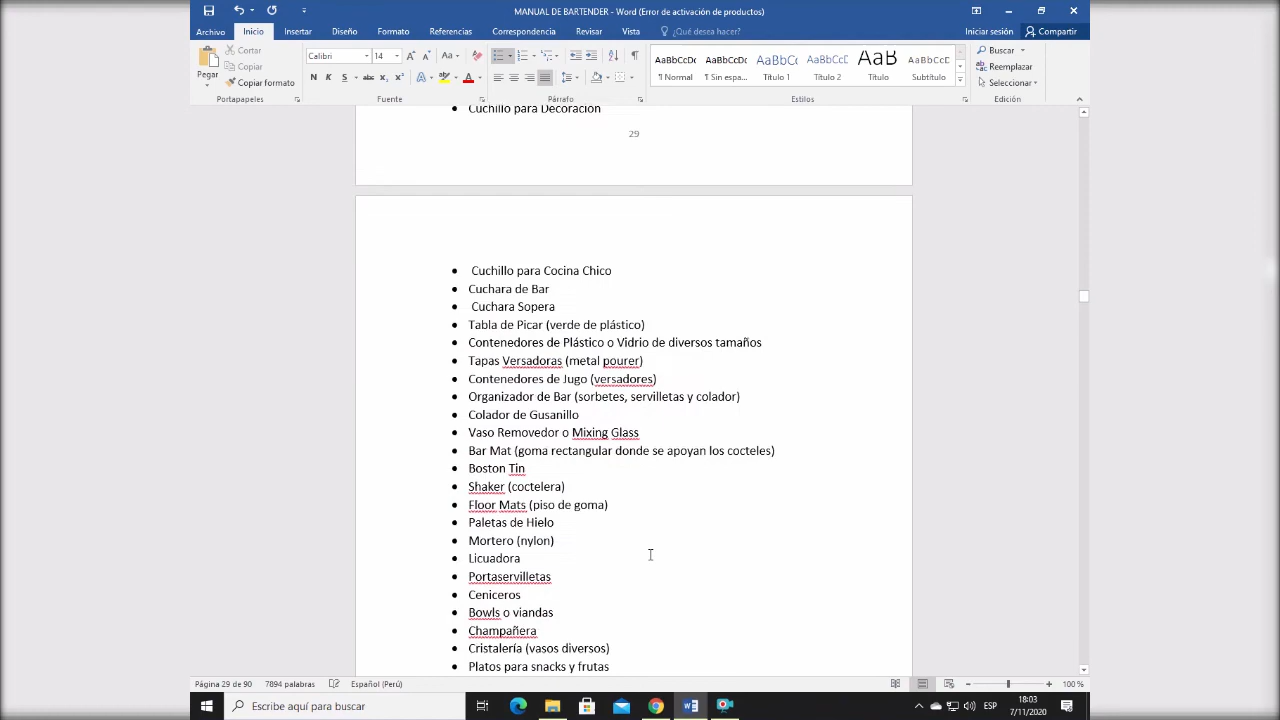 MANUAL DE BARTENDER - Word (Error de activación de productos)
Archivo Inicio Insertar Diseño Formato Referencias Correspondencia Revisar Vista ¿Qué desea hacer? Iniciar sesión Compartir
Pegar
Cortar
Copiar
Copiar formato
Portapapeles
Calibri 14
Fuente
Párrafo
AaBbCcDc AaBbCcDc AaBbCc AaBbCcD AaB AaBbCcD
¶ Normal ¶ Sin espa... Título 1 Título 2 Título Subtítulo
Estilos
Buscar
Reemplazar
Seleccionar
Edición
• Cuchillo para Decoración
29
• Cuchillo para Cocina Chico
• Cuchara de Bar
• Cuchara Sopera
• Tabla de Picar (verde de plástico)
• Contenedores de Plástico o Vidrio de diversos tamaños
• Tapas Versadoras (metal pourer)
• Contenedores de Jugo (versadores)
• Organizador de Bar (sorbetes, servilletas y colador)
• Colador de Gusanillo
• Vaso Removedor o Mixing Glass
• Bar Mat (goma rectangular donde se apoyan los cocteles)
• Boston Tin
• Shaker (coctelera)
• Floor Mats (piso de goma)
• Paletas de Hielo
• Mortero (nylon)
• Licuadora
• Portaservilletas
• Ceniceros
• Bowls o viandas
• Champañera
• Cristalería (vasos diversos)
• Platos para snacks y frutas
Página 29 de 90 7894 palabras Español (Perú) 100%
Escribe aquí para buscar
ESP
18:03
7/11/2020